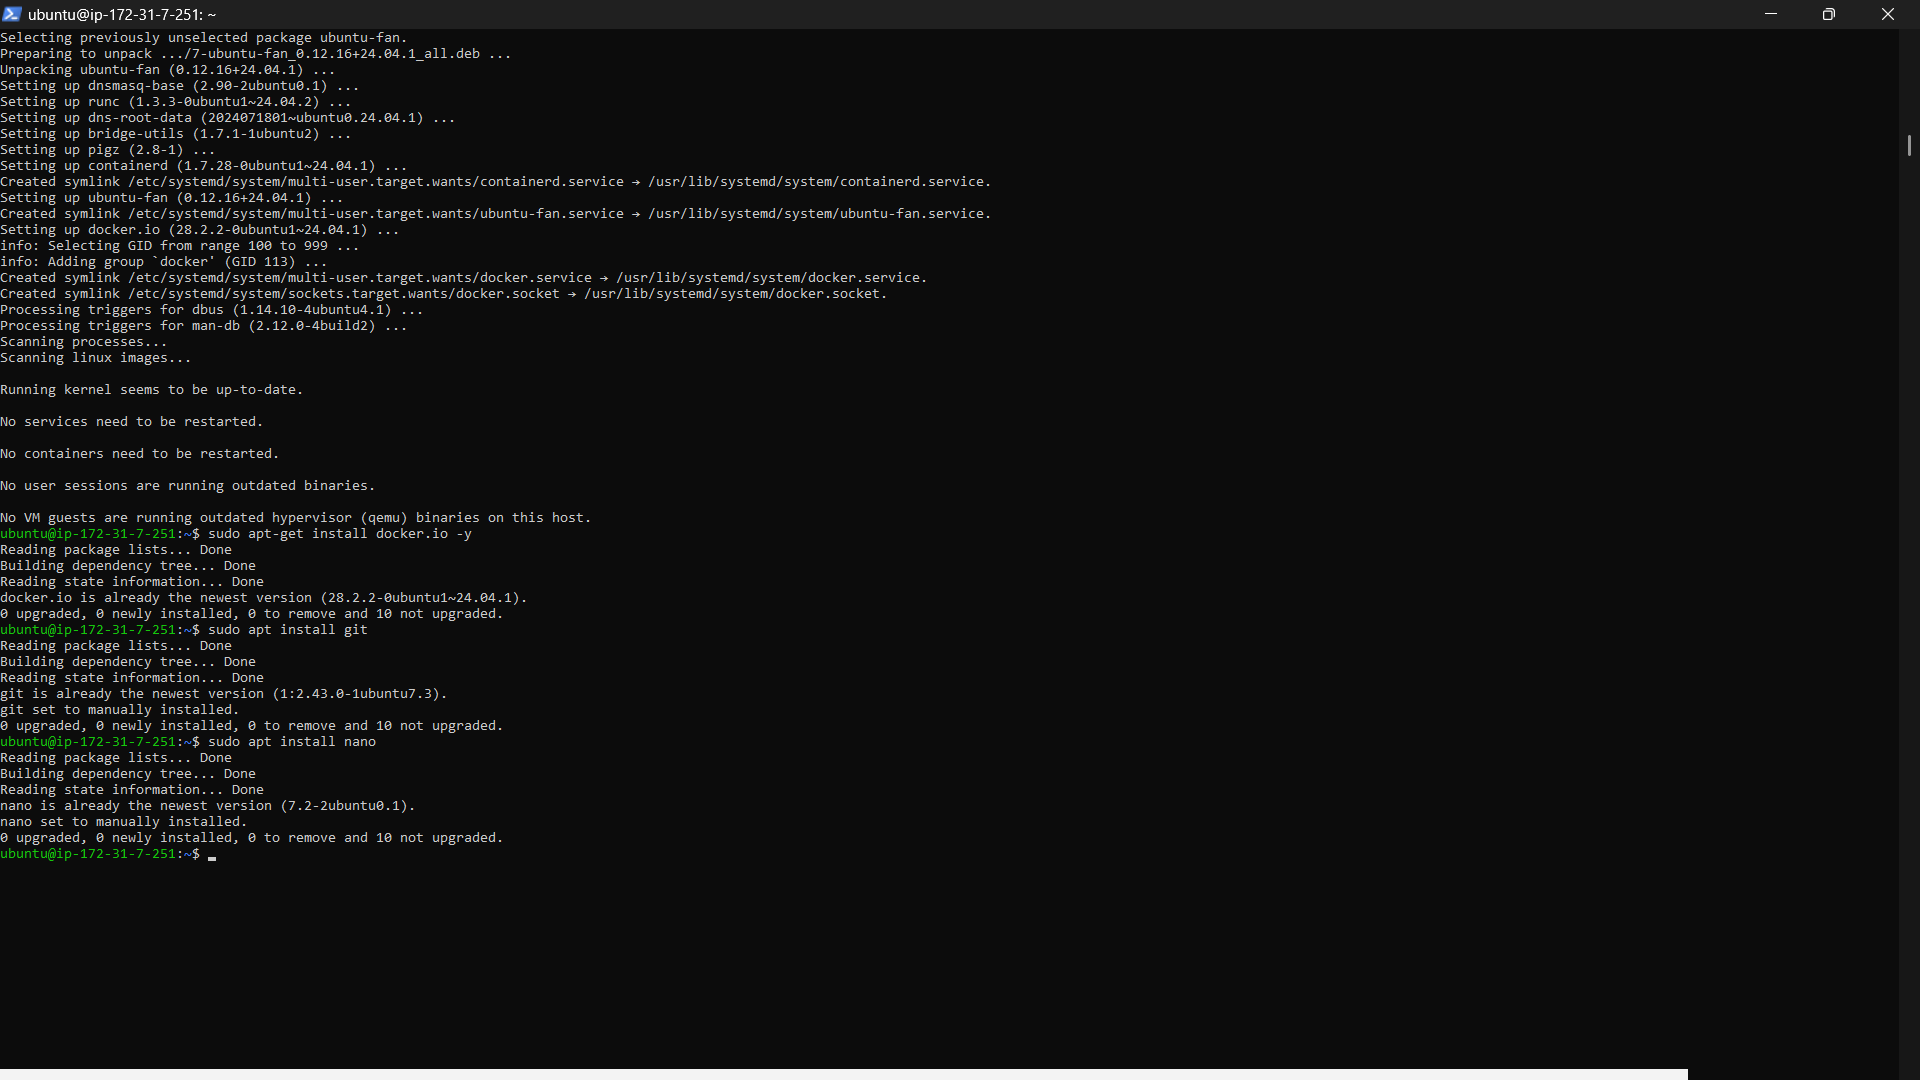 ubuntu@ip-172-31-7-251: ~
Selecting previously unselected package ubuntu-fan.
Preparing to unpack .../7-ubuntu-fan_0.12.16+24.04.1_all.deb ...
Unpacking ubuntu-fan (0.12.16+24.04.1) ...
Setting up dnsmasq-base (2.90-2ubuntu0.1) ...
Setting up runc (1.3.3-0ubuntu1~24.04.2) ...
Setting up dns-root-data (2024071801~ubuntu0.24.04.1) ...
Setting up bridge-utils (1.7.1-1ubuntu2) ...
Setting up pigz (2.8-1) ...
Setting up containerd (1.7.28-0ubuntu1~24.04.1) ...
Created symlink /etc/systemd/system/multi-user.target.wants/containerd.service → /usr/lib/systemd/system/containerd.service.
Setting up ubuntu-fan (0.12.16+24.04.1) ...
Created symlink /etc/systemd/system/multi-user.target.wants/ubuntu-fan.service → /usr/lib/systemd/system/ubuntu-fan.service.
Setting up docker.io (28.2.2-0ubuntu1~24.04.1) ...
info: Selecting GID from range 100 to 999 ...
info: Adding group `docker' (GID 113) ...
Created symlink /etc/systemd/system/multi-user.target.wants/docker.service → /usr/lib/systemd/system/docker.service.
Created symlink /etc/systemd/system/sockets.target.wants/docker.socket → /usr/lib/systemd/system/docker.socket.
Processing triggers for dbus (1.14.10-4ubuntu4.1) ...
Processing triggers for man-db (2.12.0-4build2) ...
Scanning processes...
Scanning linux images...
Running kernel seems to be up-to-date.
No services need to be restarted.
No containers need to be restarted.
No user sessions are running outdated binaries.
No VM guests are running outdated hypervisor (qemu) binaries on this host.
ubuntu@ip-172-31-7-251:~$ sudo apt-get install docker.io -y
Reading package lists... Done
Building dependency tree... Done
Reading state information... Done
docker.io is already the newest version (28.2.2-0ubuntu1~24.04.1).
0 upgraded, 0 newly installed, 0 to remove and 10 not upgraded.
ubuntu@ip-172-31-7-251:~$ sudo apt install git
Reading package lists... Done
Building dependency tree... Done
Reading state information... Done
git is already the newest version (1:2.43.0-1ubuntu7.3).
git set to manually installed.
0 upgraded, 0 newly installed, 0 to remove and 10 not upgraded.
ubuntu@ip-172-31-7-251:~$ sudo apt install nano
Reading package lists... Done
Building dependency tree... Done
Reading state information... Done
nano is already the newest version (7.2-2ubuntu0.1).
nano set to manually installed.
0 upgraded, 0 newly installed, 0 to remove and 10 not upgraded.
ubuntu@ip-172-31-7-251:~$